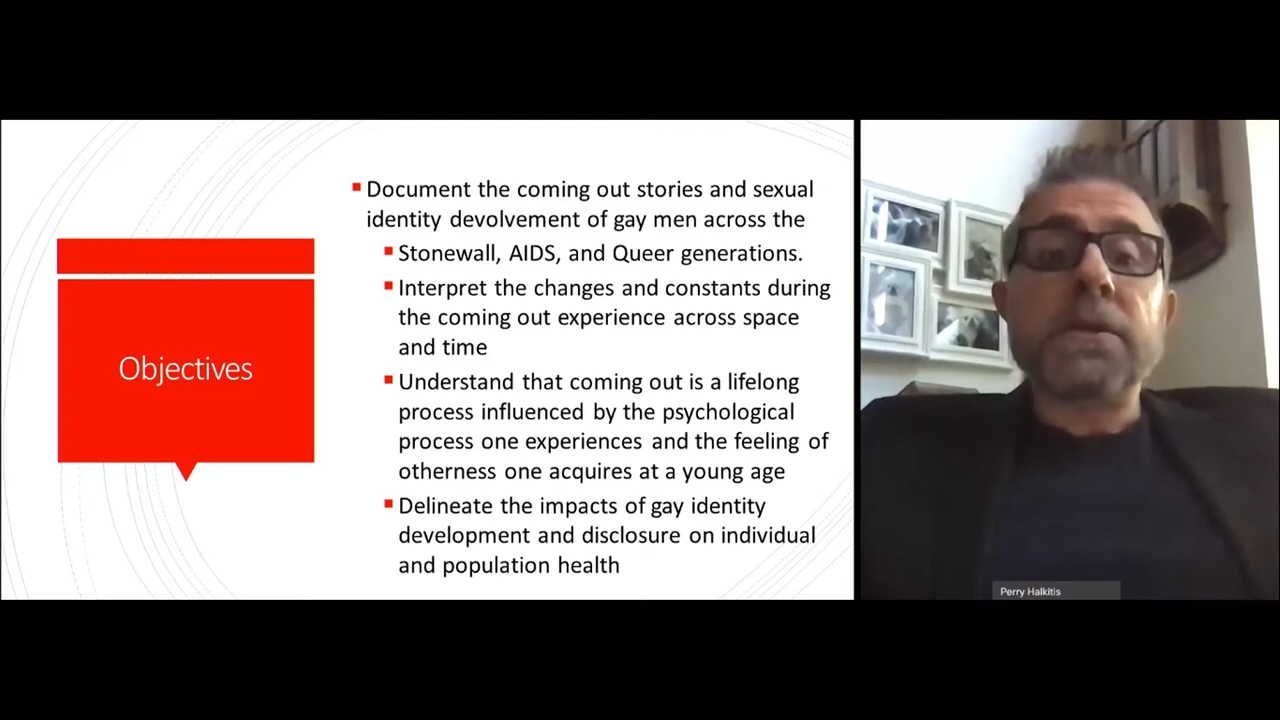 Objectives
Document the coming out stories and sexual
identity devolvement of gay men across the
Stonewall, AIDS, and Queer generations.
Interpret the changes and constants during
the coming out experience across space
and time
Understand that coming out is a lifelong
process influenced by the psychological
process one experiences and the feeling of
otherness one acquires at a young age
Delineate the impacts of gay identity
development and disclosure on individual
and population health
Perry Halkitis